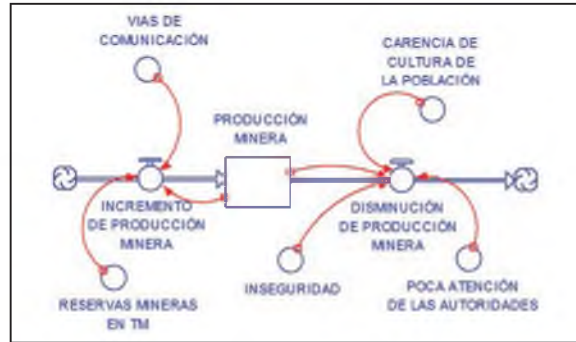 VIAS DE
COMUNICACIÓN
CARENCIA DE
CULTURA DE
LA POBLACIÓN
PRODUCCIÓN
MINERA
INCREMENTO
DE PRODUCCIÓN
MINERA
DISMINUCIÓN
DE PRODUCCIÓN
MINERA
RESERVAS MINERAS
EN TM
INSEGURIDAD
POCA ATENCIÓN
DE LAS AUTORIDADES